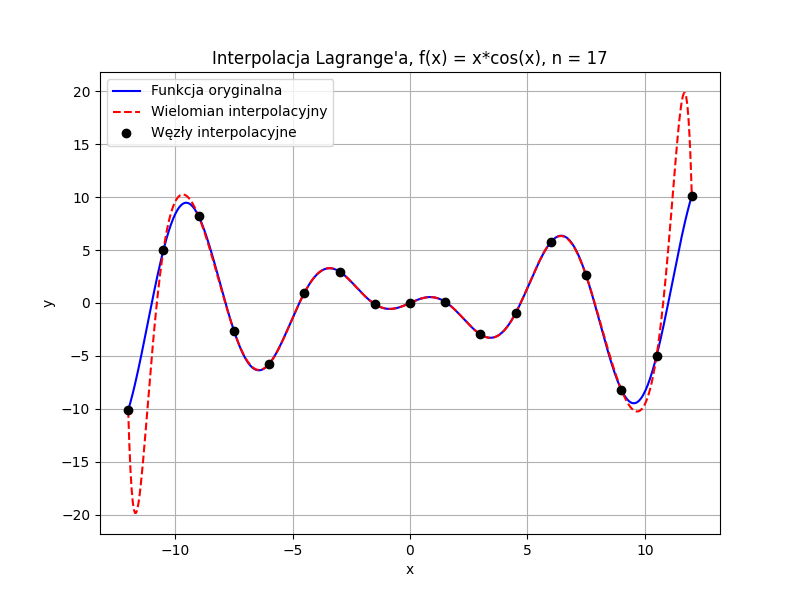 Interpolacja Lagrange'a, f(x) = x*cos(x), n = 17
Funkcja oryginalna
Wielomian interpolacyjny
Węzły interpolacyjne
20
15
10
5
0
−5
−10
−15
−20
y
−10
−5
0
5
10
x